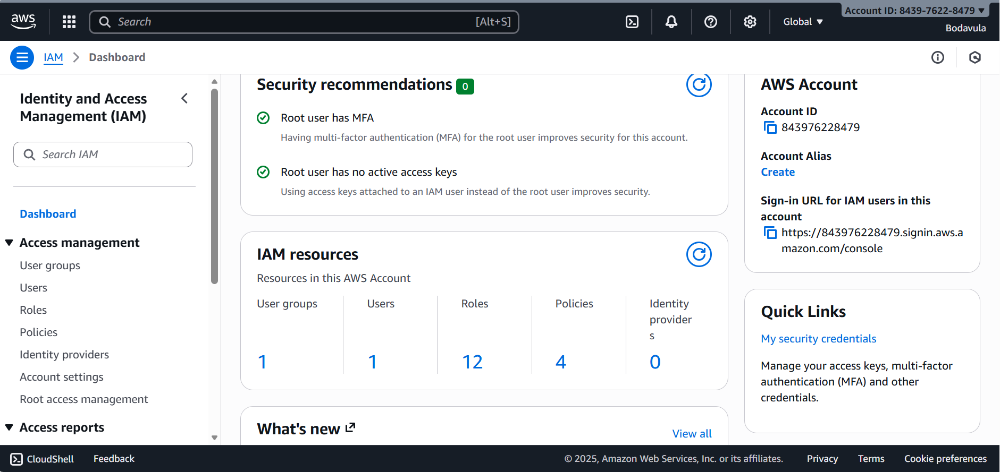 aws
Search
[Alt+S]
Global
Account ID: 8439-7622-8479
Bodavula
IAM
Dashboard
Identity and Access
Management (IAM)
Search IAM
Dashboard
Access management
User groups
Users
Roles
Policies
Identity providers
Account settings
Root access management
Access reports
Security recommendations 0
Root user has MFA
Having multi-factor authentication (MFA) for the root user improves security for this account.
Root user has no active access keys
Using access keys attached to an IAM user instead of the root user improves security.
IAM resources
Resources in this AWS Account
User groups
1
Users
1
Roles
12
Policies
4
Identity
provider
s
0
What's new
View all
AWS Account
Account ID
843976228479
Account Alias
Create
Sign-in URL for IAM users in this
account
https://843976228479.signin.aws.a
mazon.com/console
Quick Links
My security credentials
Manage your access keys, multi-factor
authentication (MFA) and other
credentials.
CloudShell
Feedback
© 2025, Amazon Web Services, Inc. or its affiliates.
Privacy
Terms
Cookie preferences